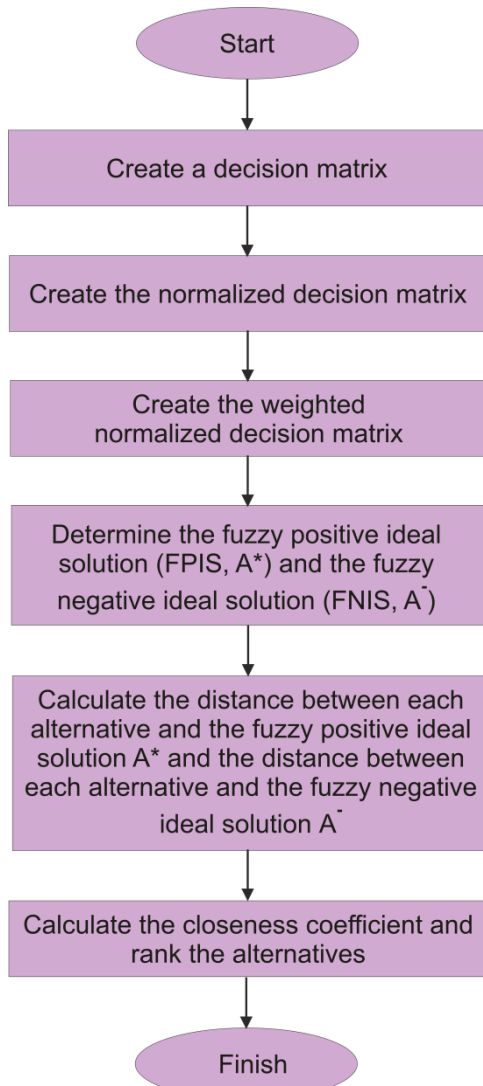 Start
Create a decision matrix
Create the normalized decision matrix
Create the weighted
normalized decision matrix
Determine the fuzzy positive ideal
solution (FPIS, A*) and the fuzzy
negative ideal solution (FNIS, A⁻)
Calculate the distance between each
alternative and the fuzzy positive ideal
solution A* and the distance between
each alternative and the fuzzy negative
ideal solution A⁻
Calculate the closeness coefficient and
rank the alternatives
Finish